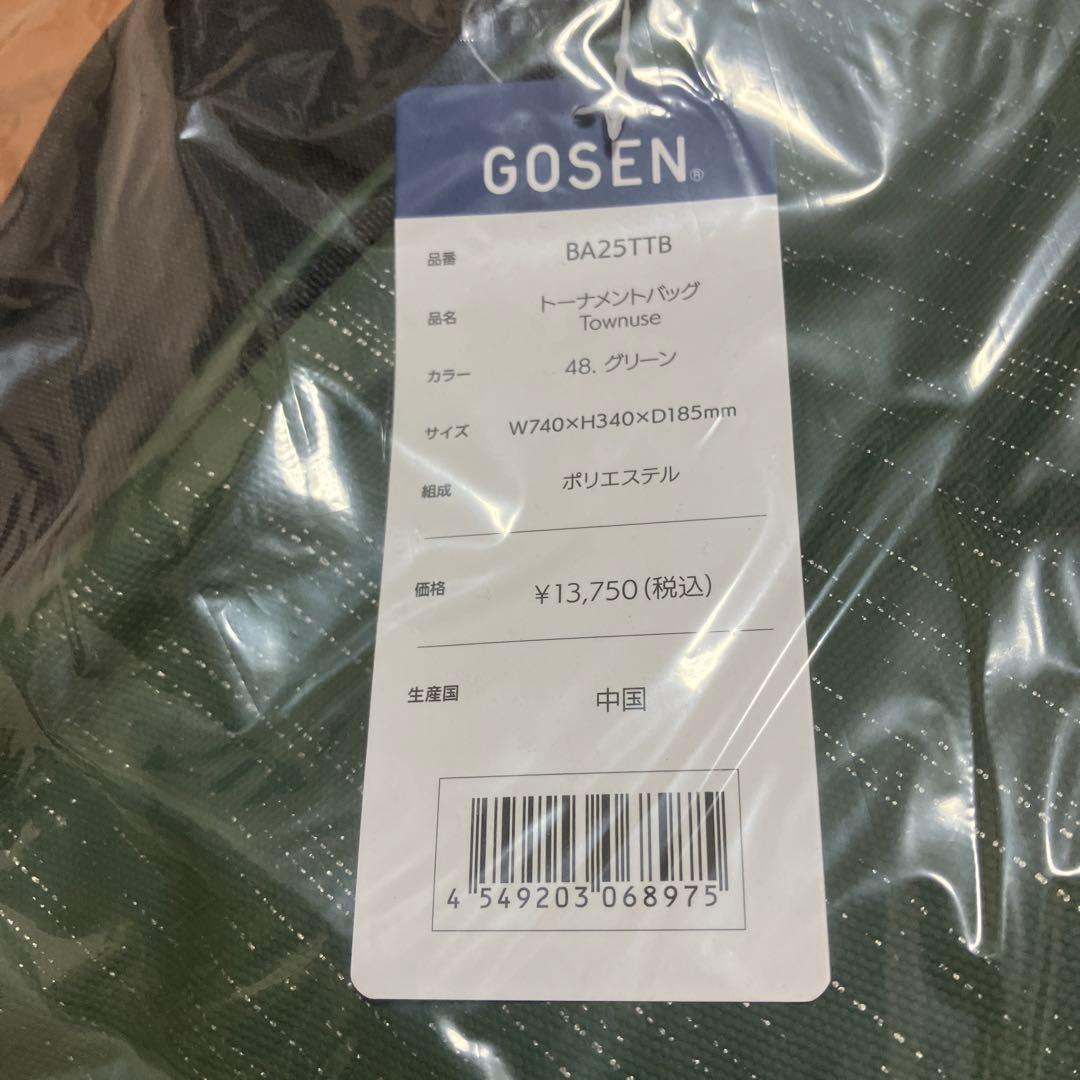 GOSEN®
品番 BA25TTB
品名 トーナメントバッグ
Townuse
カラー 48. グリーン
サイズ W740×H340×D185mm
組成 ポリエステル
価格 ¥13,750(税込)
生産国 中国
4 549203 068975